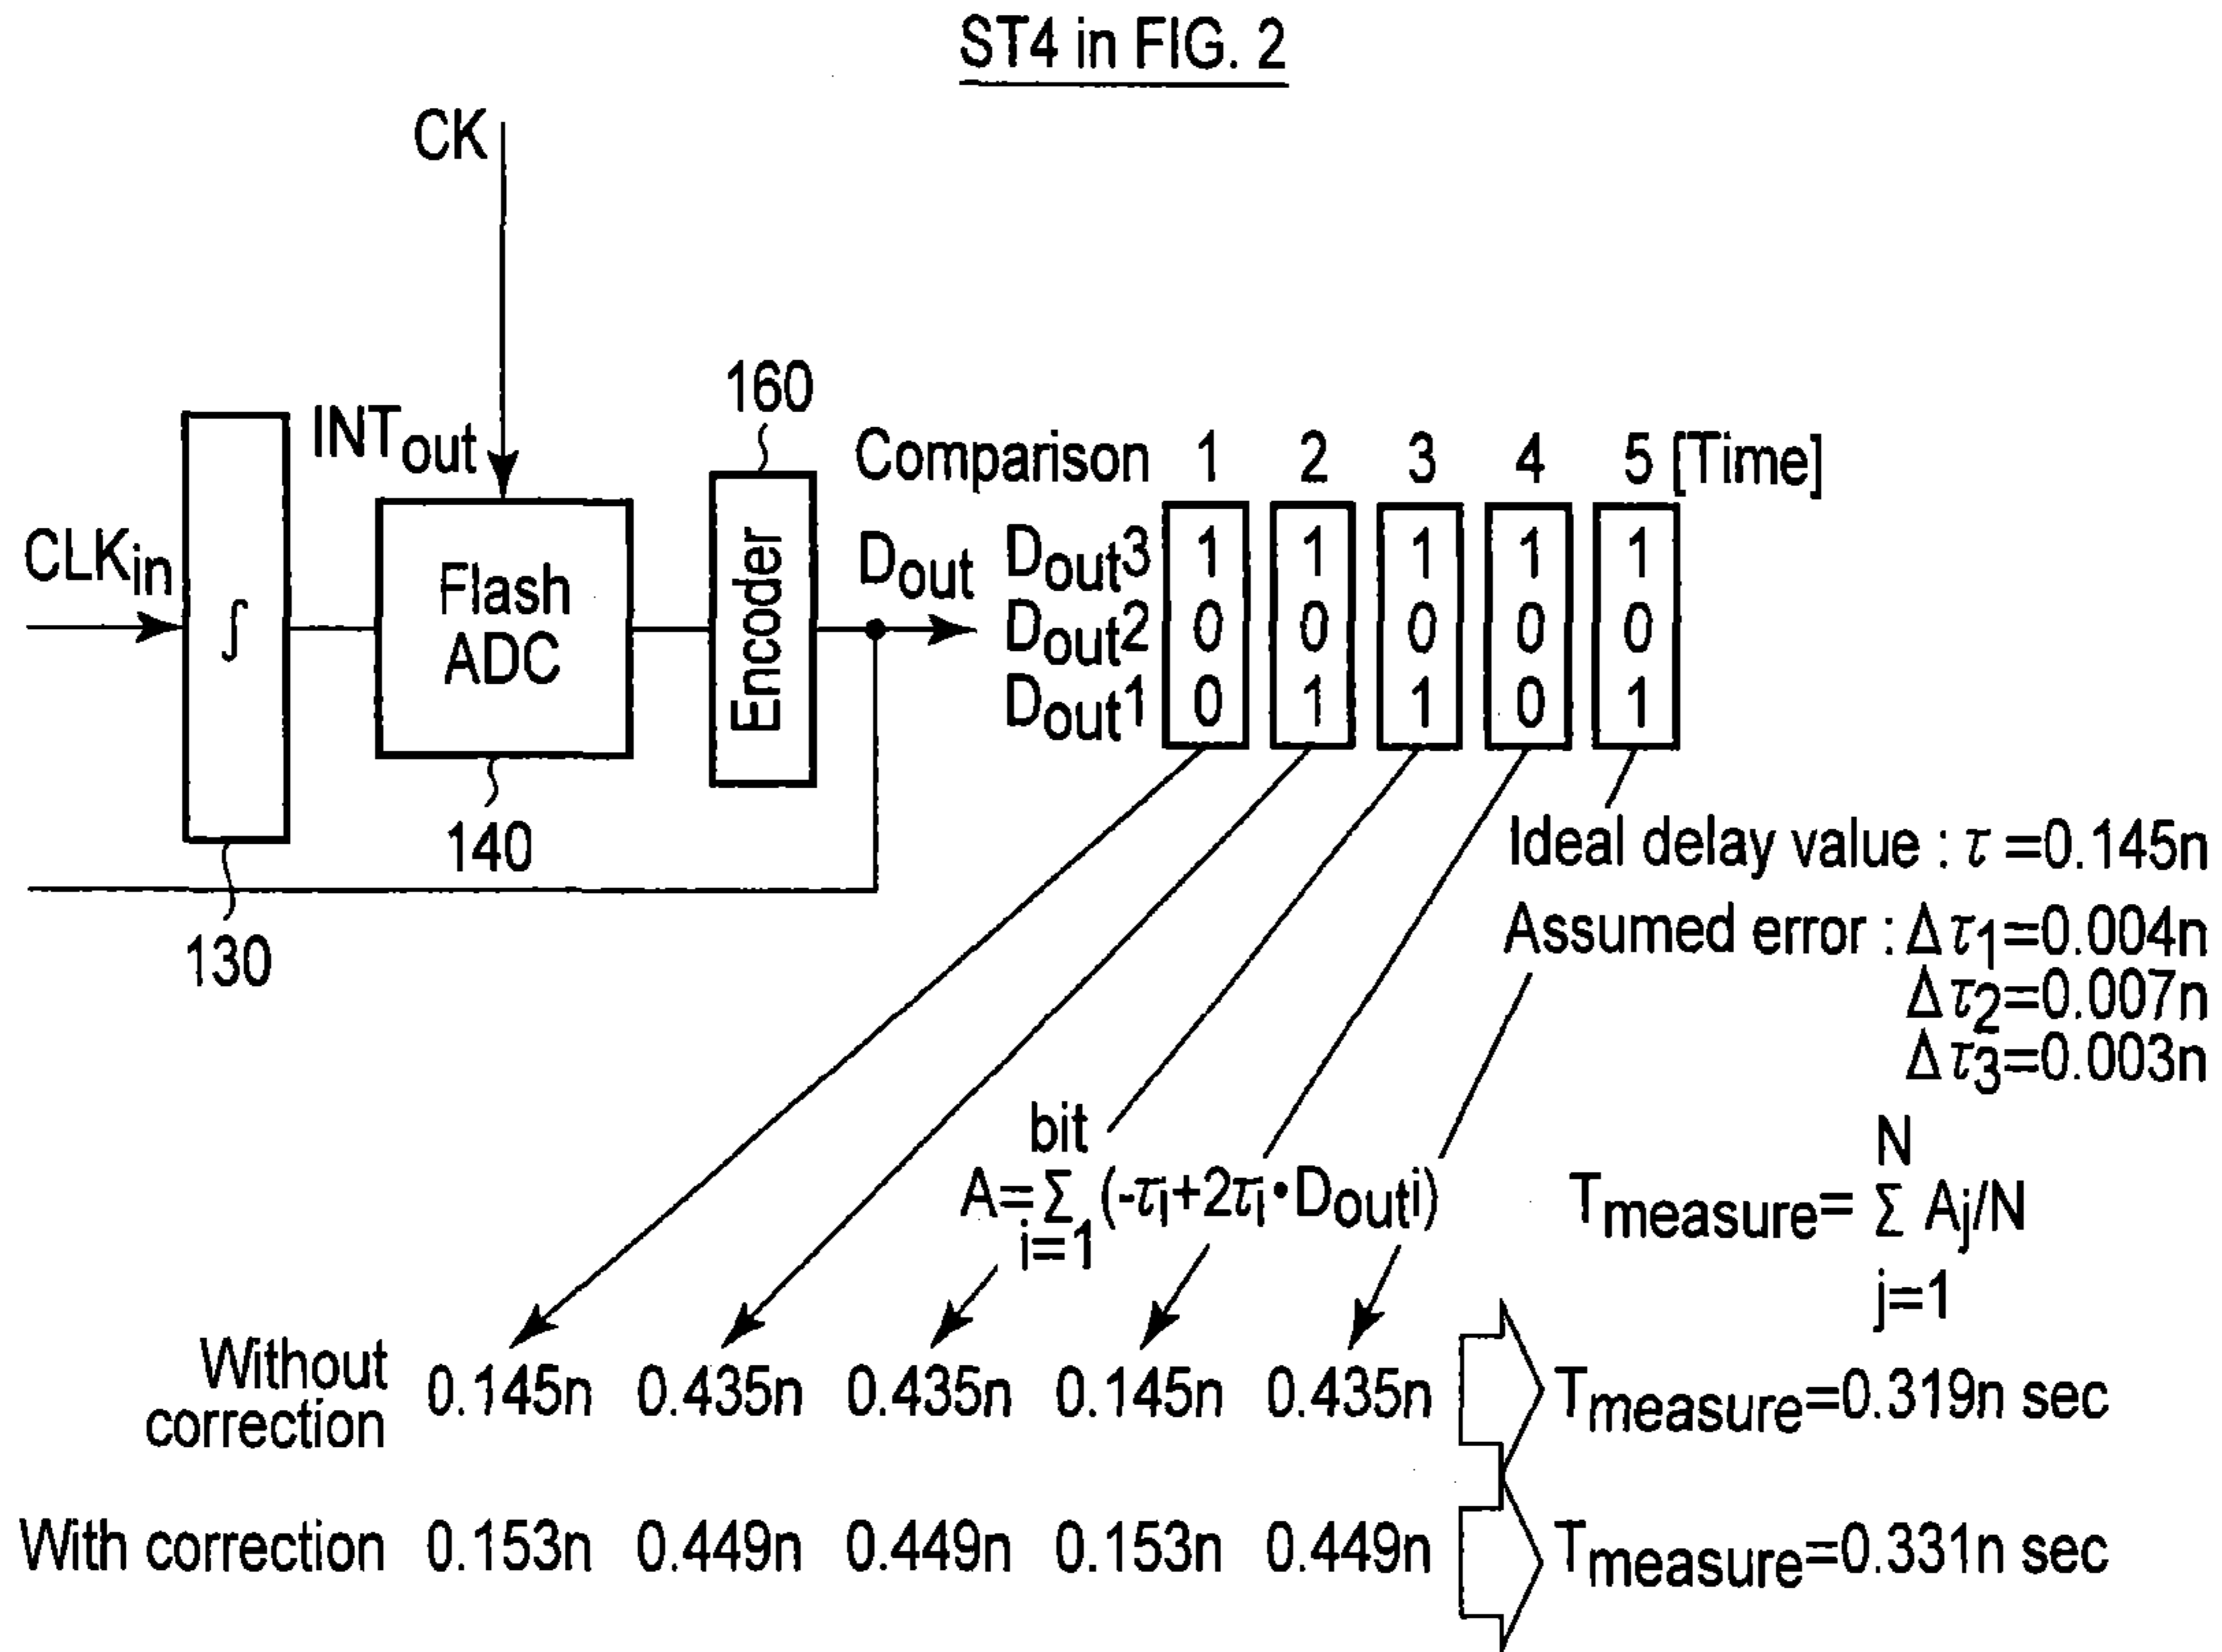 ST4 in FIG. 2
CK
160
INTout
Comparison 1 2 3 4 5 [Time]
CLKin
∫
Flash
ADC
Encoder
Dout
Dout3 1 1 1 1 1
Dout2 0 0 0 0 0
Dout1 0 1 1 0 1
140
130
Ideal delay value : τ =0.145n
Assumed error : Δτ1=0.004n
Δτ2=0.007n
Δτ3=0.003n
bit
A=Σ (-τi+2τi•Douti)
i=1
N
Tmeasure= Σ Aj/N
j=1
Without
correction 0.145n 0.435n 0.435n 0.145n 0.435n Tmeasure=0.319n sec
With correction 0.153n 0.449n 0.449n 0.153n 0.449n Tmeasure=0.331n sec